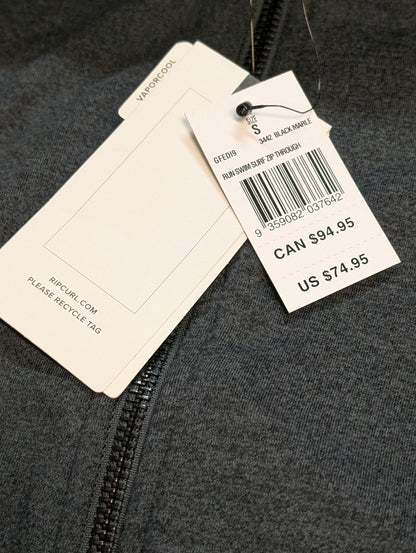 VAPORCOOL
RIPCURL.COM
PLEASE RECYCLE TAG
SIZE
S
GFEDI9
3442 BLACK MARLE
RUN SWIM SURF ZIP THROUGH
9 359082 037642
CAN $94.95
US $74.95